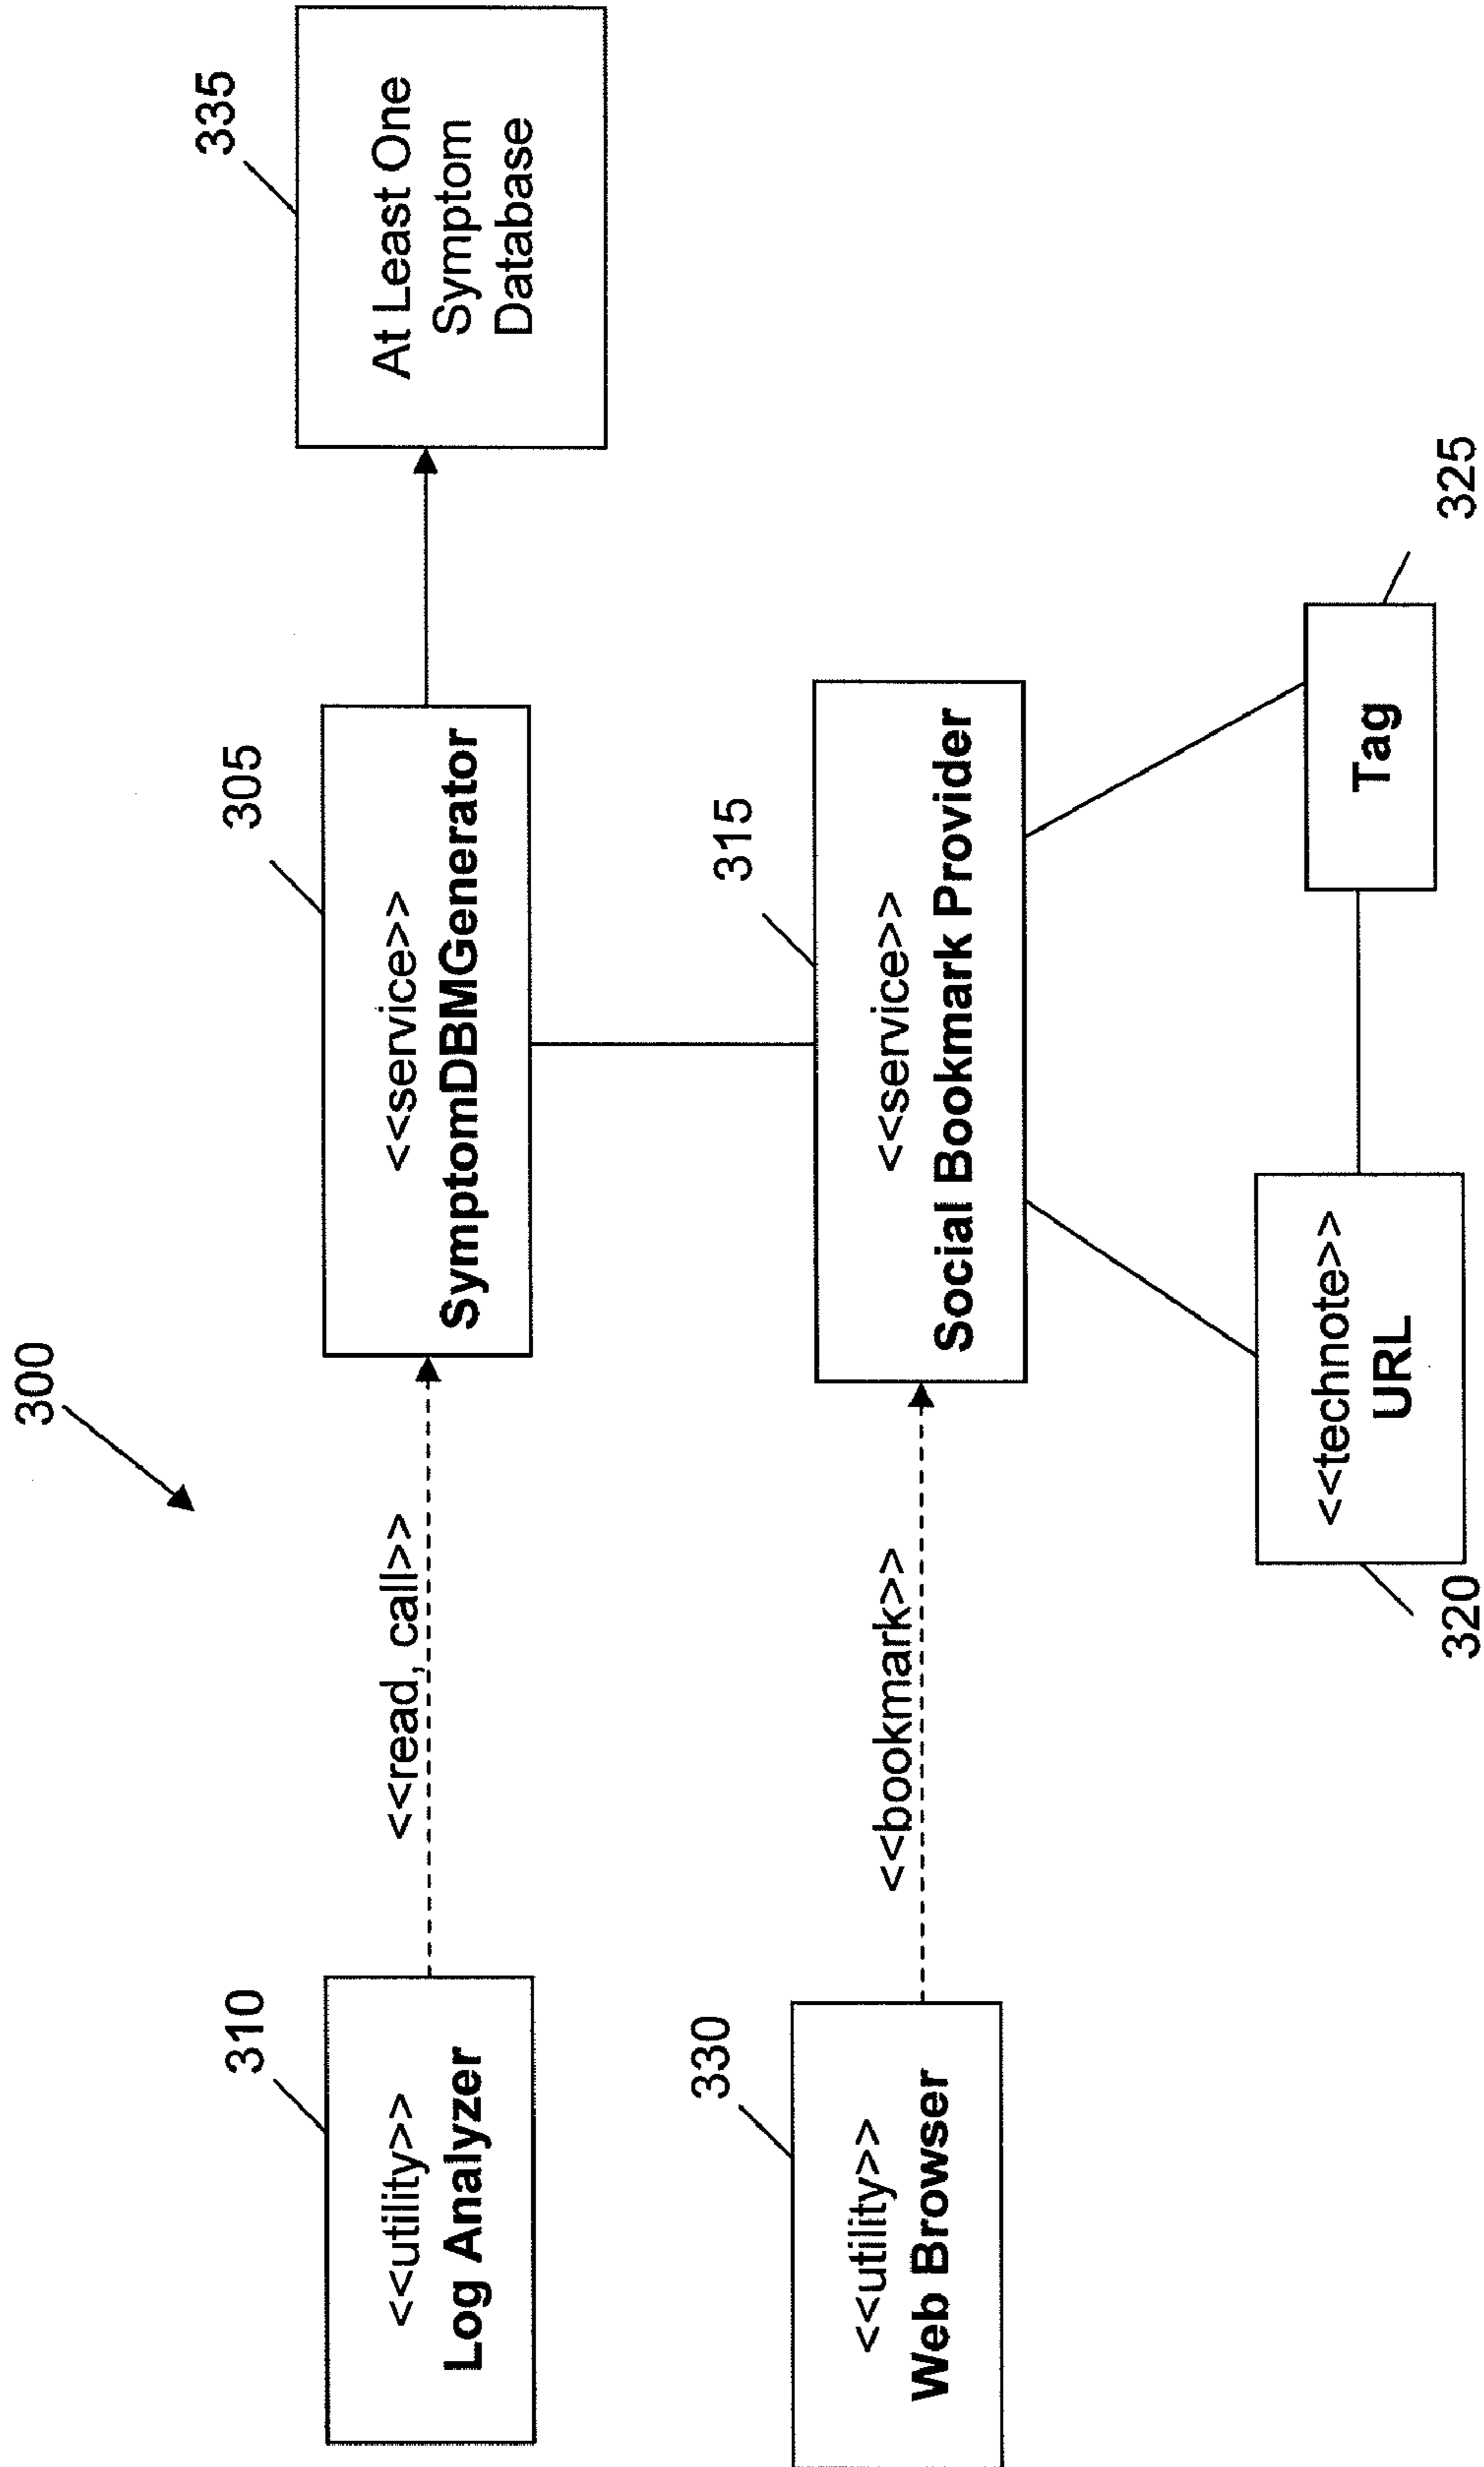 300
310
<<utility>>
Log Analyzer
<<read, call>>
305
<<service>>
SymptomDBMGenerator
335
At Least One
Symptom
Database
330
<<utility>>
Web Browser
<<bookmark>>
315
<<service>>
Social Bookmark Provider
<<technote>>
URL
320
Tag
325